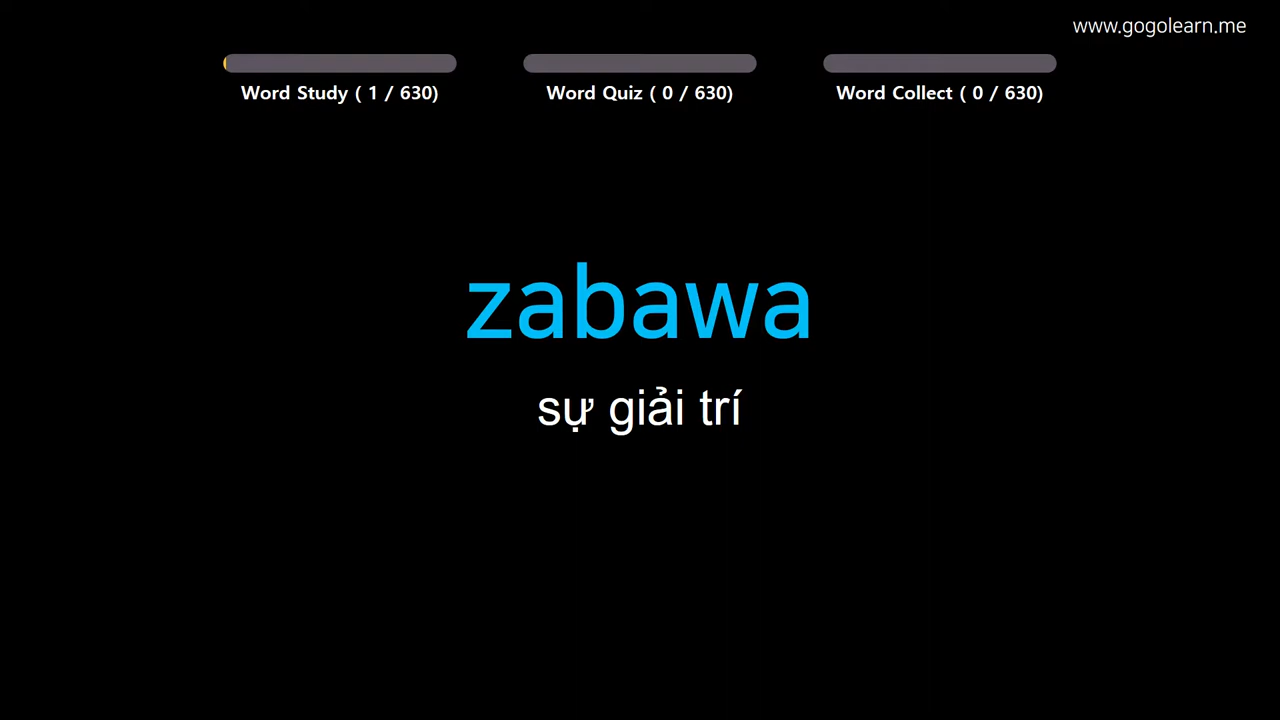 www.gogolearn.me
Word Study ( 1 / 630)
Word Quiz ( 0 / 630)
Word Collect ( 0 / 630)
zabawa
sự giải trí